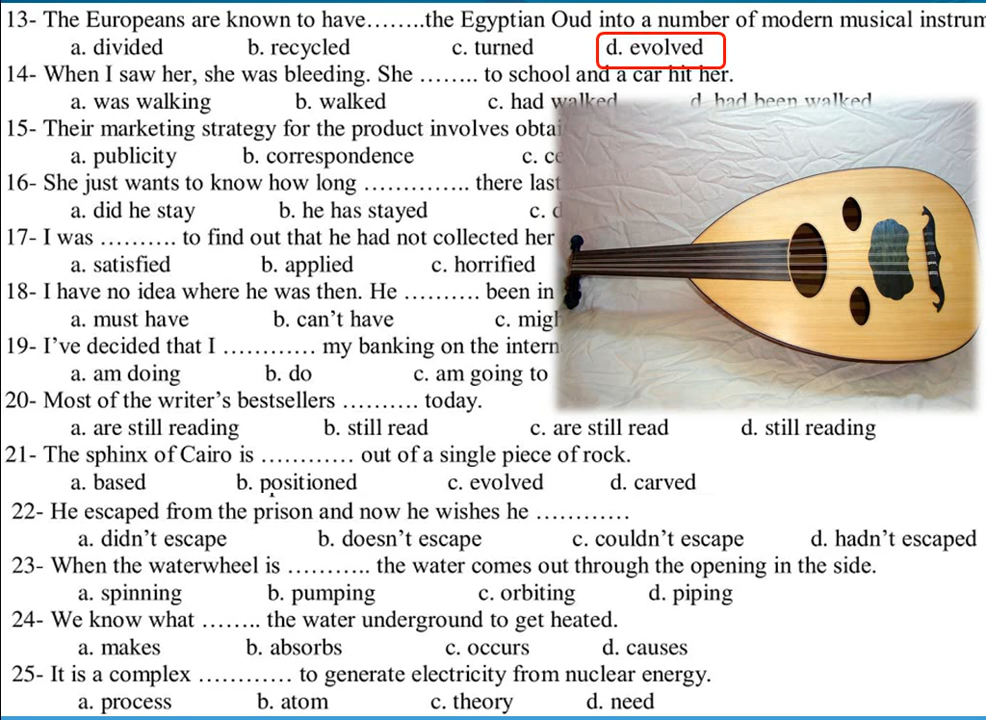 13- The Europeans are known to have........the Egyptian Oud into a number of modern musical
a. divided b. recycled c. turned d. evolved
14- When I saw her, she was bleeding. She ........ to school and a car hit her.
a. was walking b. walked c. had walked d. had been walked
15- Their marketing strategy for the product involves
a. publicity b. correspondence c.
16- She just wants to know how long ............. there last
a. did he stay b. he has stayed c.
17- I was .......... to find out that he had not collected her
a. satisfied b. applied c. horrified
18- I have no idea where he was then. He .......... been in
a. must have b. can't have c.
19- I've decided that I ............ my banking on the
a. am doing b. do c. am going to
20- Most of the writer's bestsellers .......... today.
a. are still reading b. still read c. are still read d. still reading
21- The sphinx of Cairo is ............ out of a single piece of rock.
a. based b. positioned c. evolved d. carved
22- He escaped from the prison and now he wishes he ............
a. didn't escape b. doesn't escape c. couldn't escape d. hadn't escaped
23- When the waterwheel is ........... the water comes out through the opening in the side.
a. spinning b. pumping c. orbiting d. piping
24- We know what ........ the water underground to get heated.
a. makes b. absorbs c. occurs d. causes
25- It is a complex ............ to generate electricity from nuclear energy.
a. process b. atom c. theory d. need